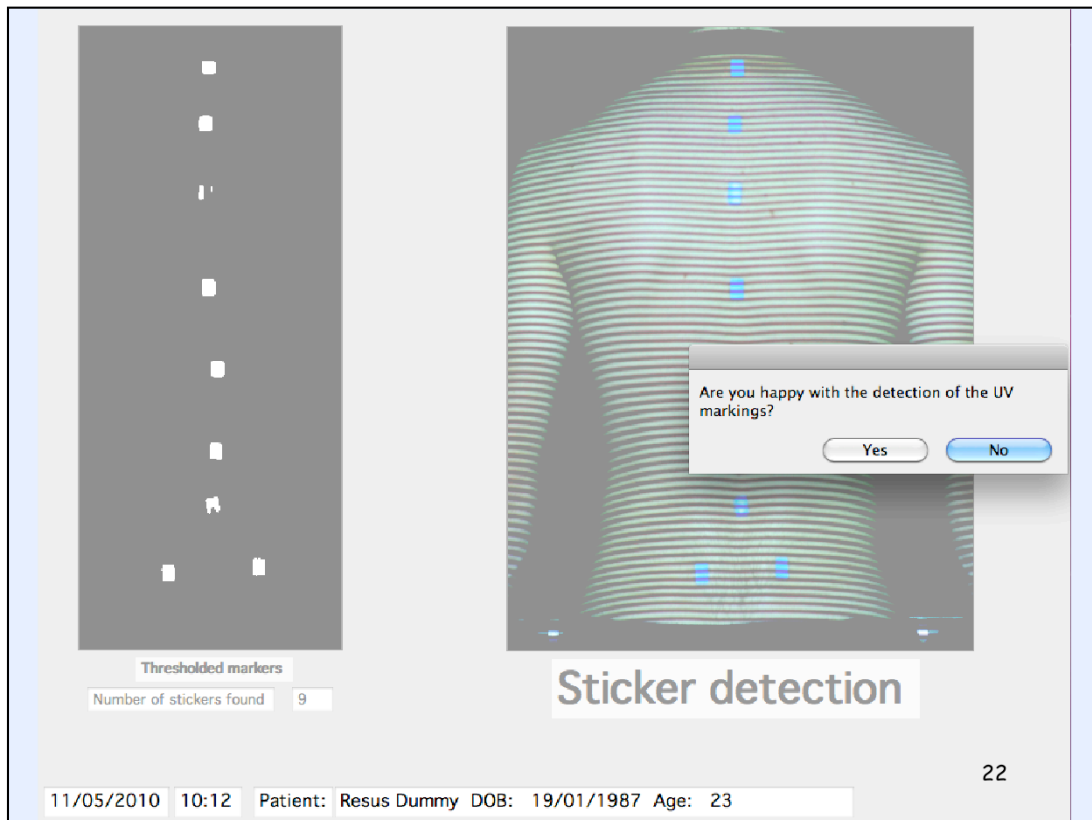 Are you happy with the detection of the UV
markings?
Yes No
Thresholded markers
Number of stickers found 9
Sticker detection
22
11/05/2010 10:12 Patient: Resus Dummy DOB: 19/01/1987 Age: 23